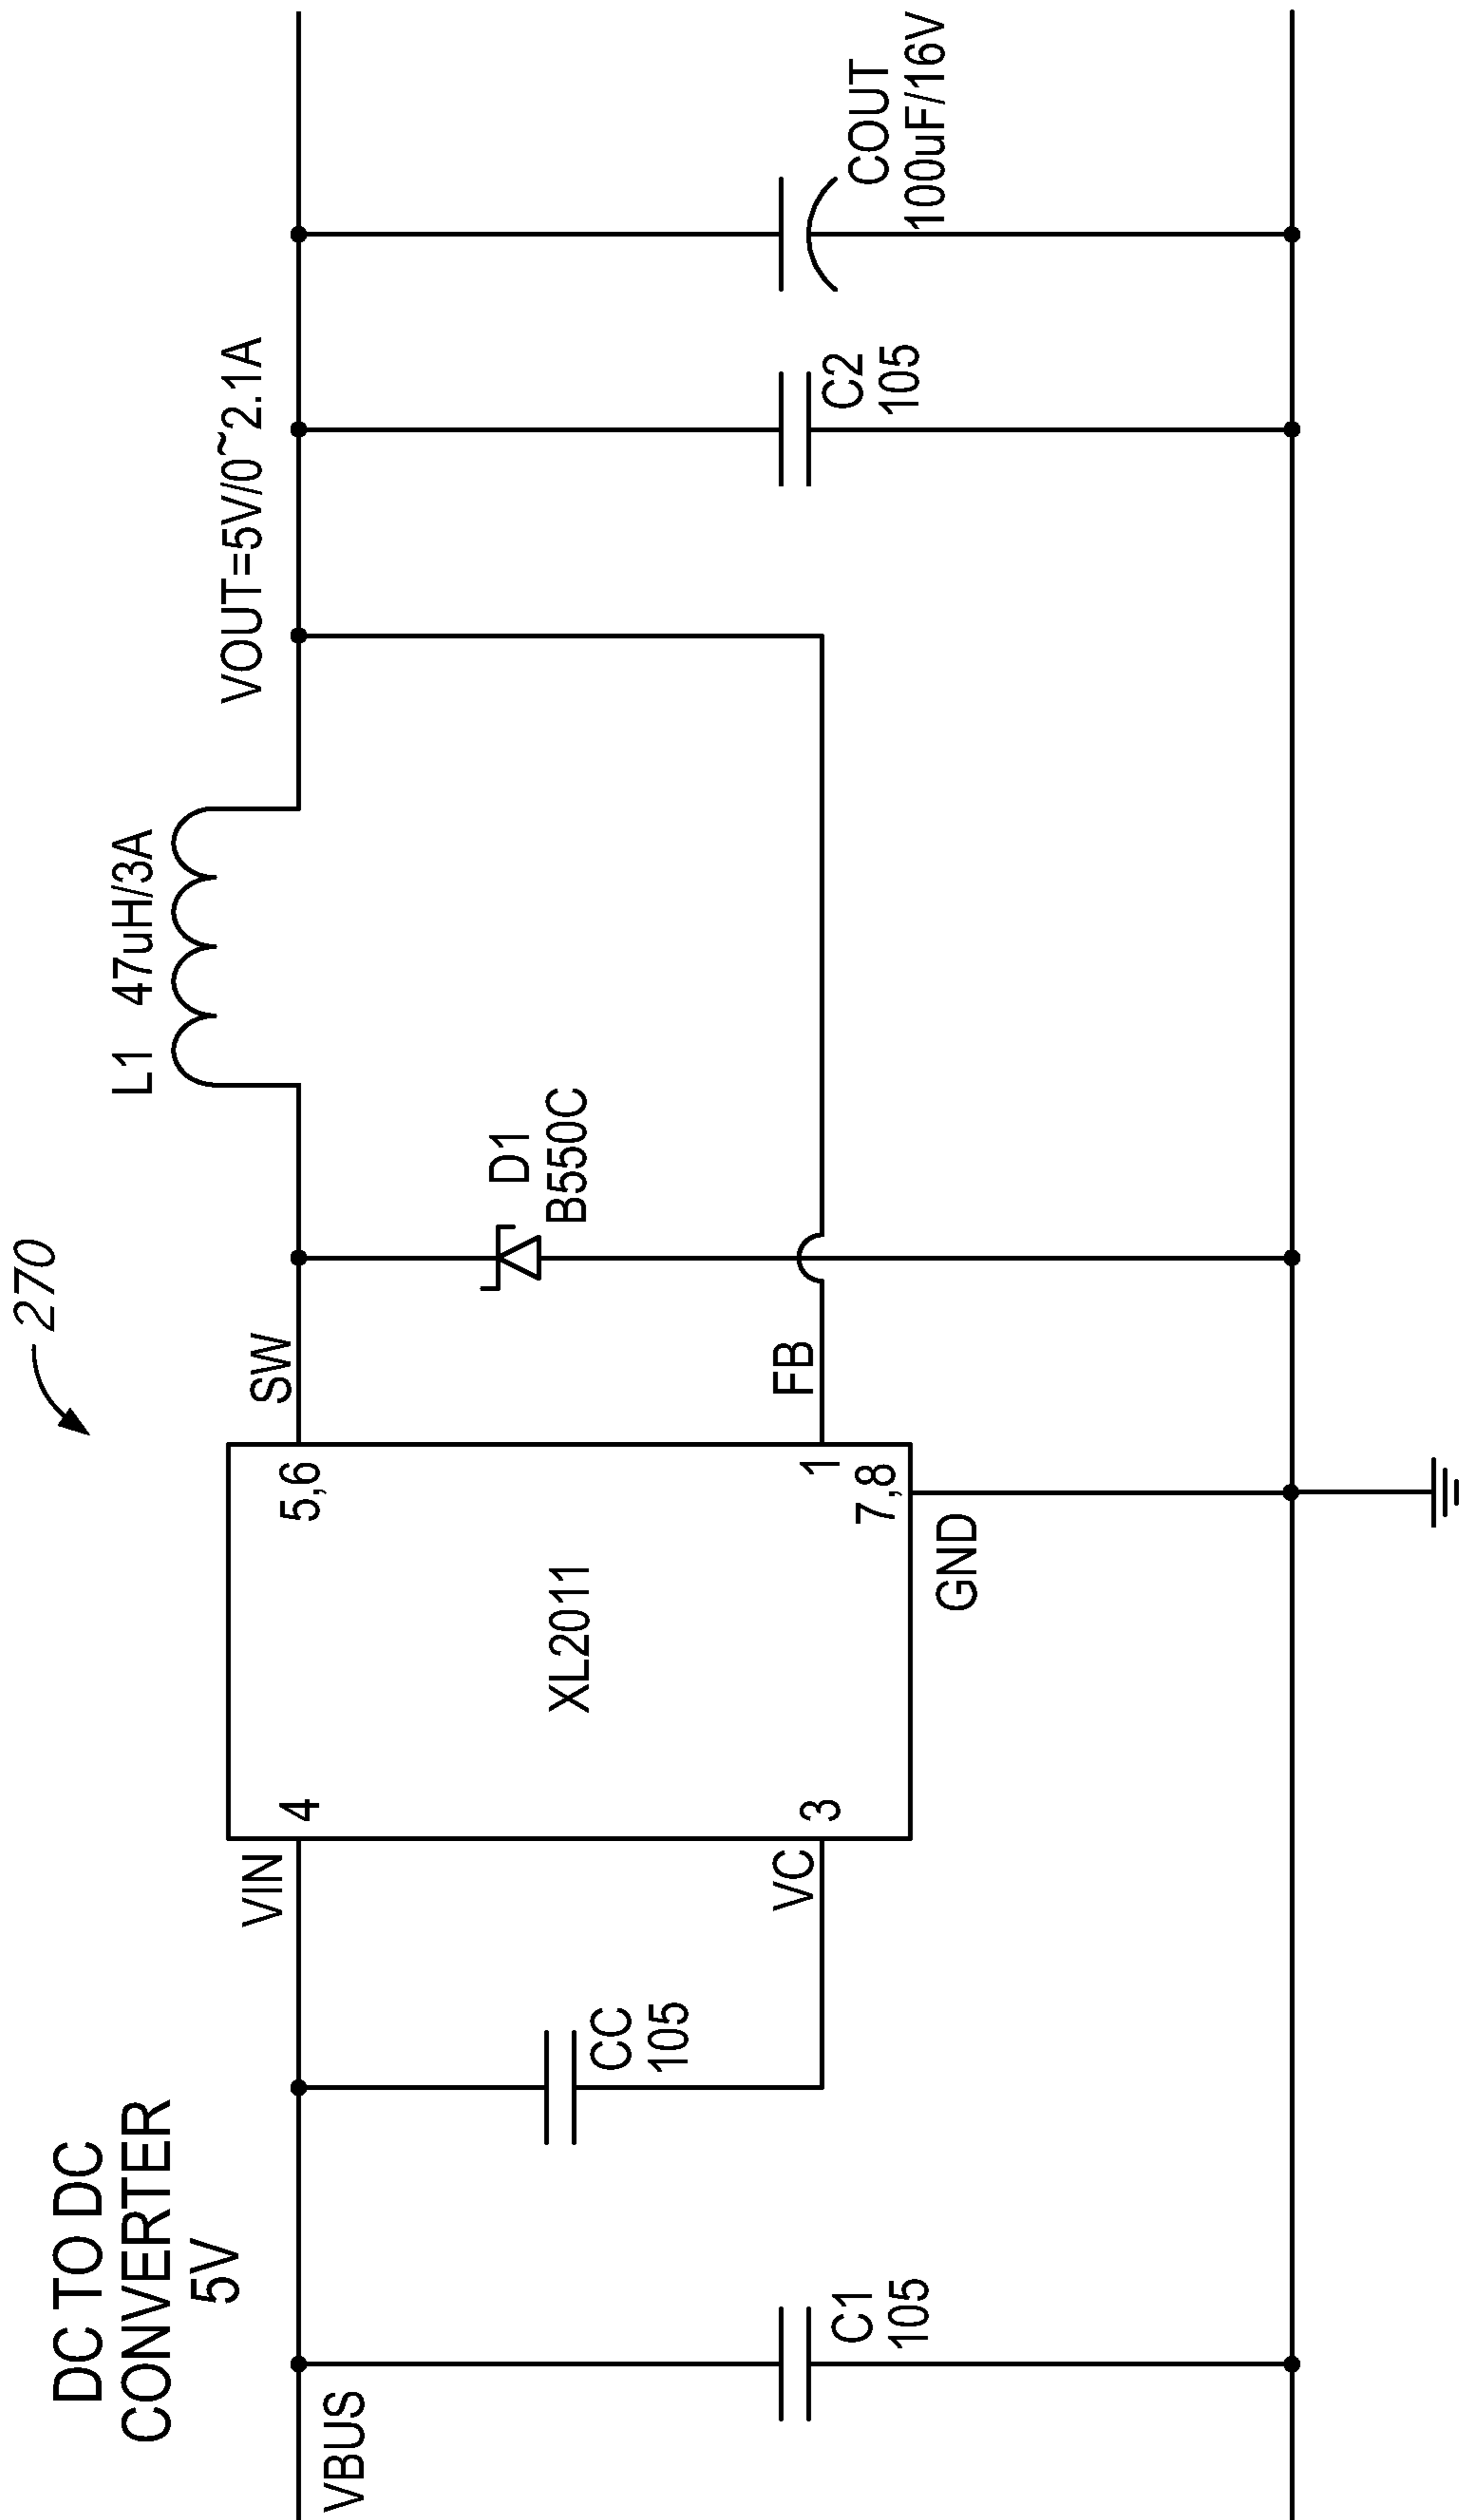 270
DC TO DC
CONVERTER
5V
L1 47uH/3A
VOUT=5V/0~2.1A
VBUS
VIN
4
5,6
SW
CC
105
XL2011
D1
B550C
VC
3
1
FB
7,8
GND
C1
105
C2
105
COUT
100uF/16V